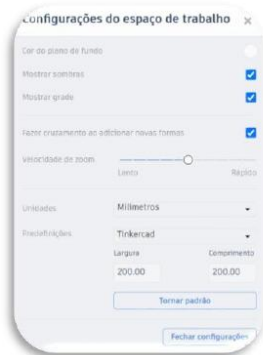 Configurações do espaço de trabalho ×
Cor do plano de fundo
Mostrar sombras
Mostrar grade
Fazer cruzamento ao adicionar novas formas
Velocidade de zoom
Lento Rápido
Unidades Milímetros
Predefinições Tinkercad
Largura Comprimento
200.00 200.00
Tornar padrão
Fechar configurações